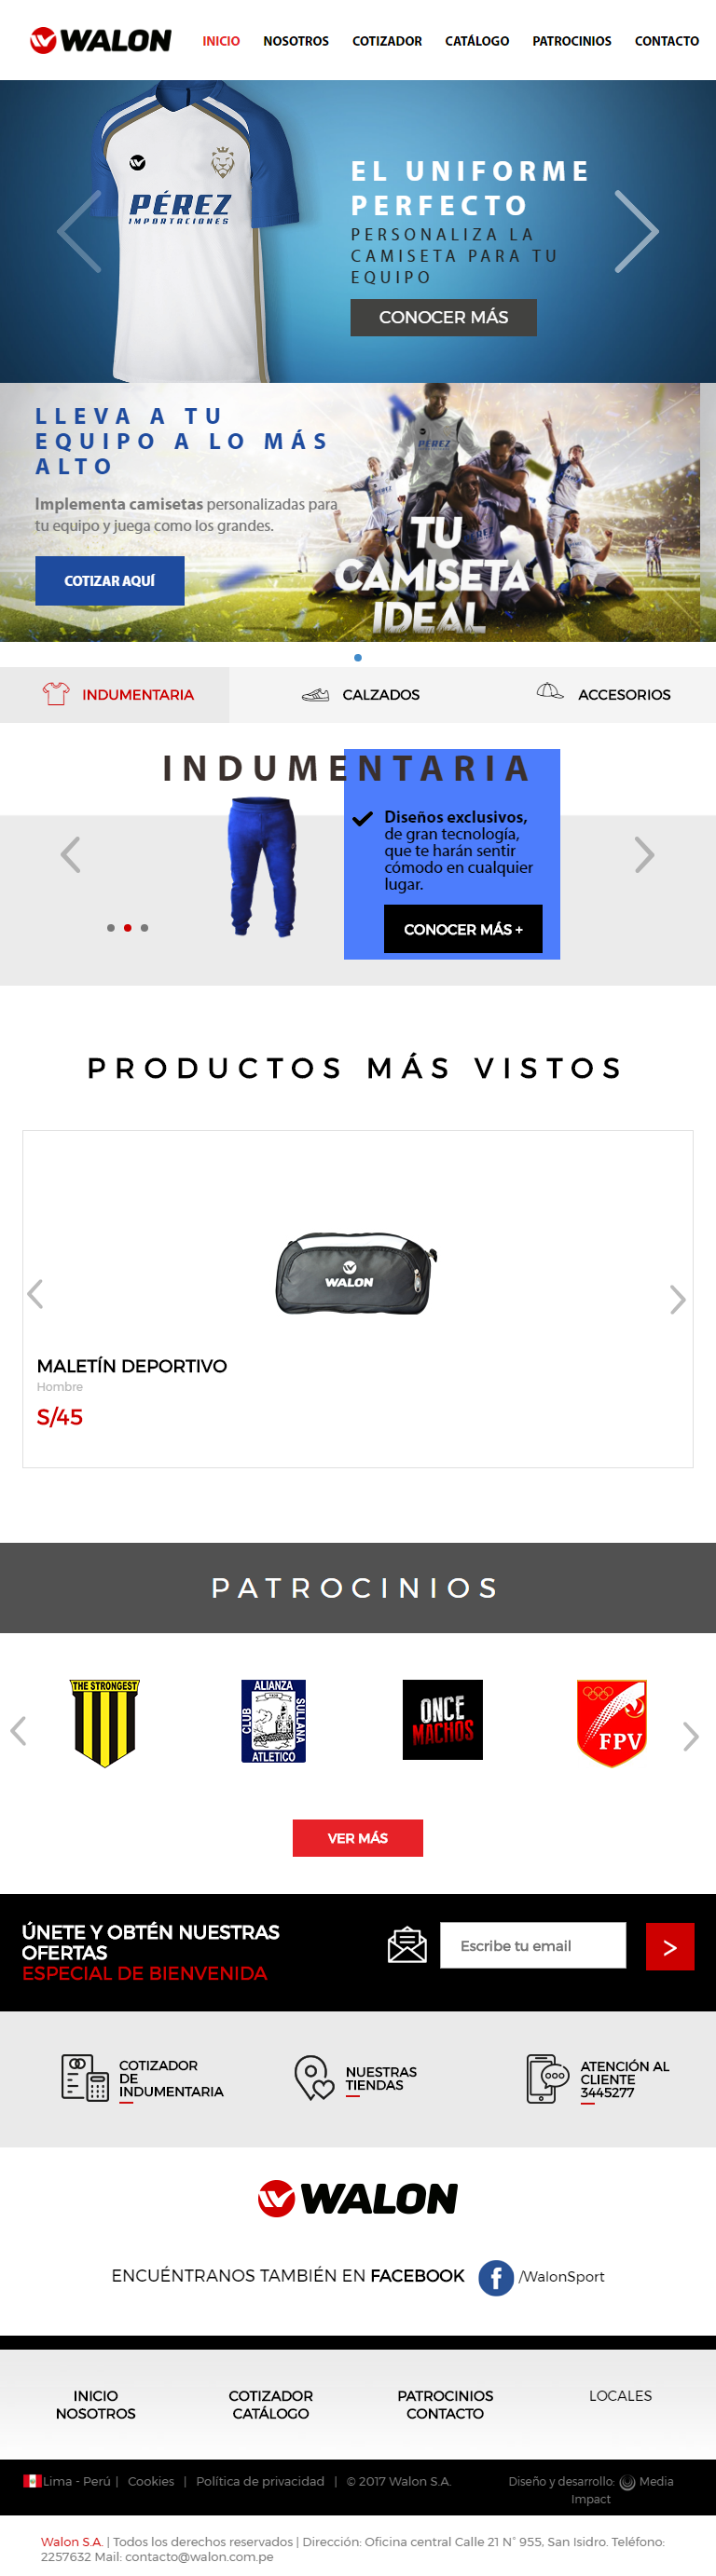 WALON
INICIO NOSOTROS COTIZADOR CATÁLOGO PATROCINIOS CONTACTO
PÉREZ
IMPORTACIONES
EL UNIFORME
PERFECTO
PERSONALIZA LA
CAMISETA PARA TU
EQUIPO
CONOCER MÁS
LLEVA A TU
EQUIPO A LO MÁS
ALTO
Implementa camisetas personalizadas para
tu equipo y juega como los grandes.
COTIZAR AQUÍ
PÉREZ
TU
CAMISETA
IDEAL
INDUMENTARIA
CALZADOS
ACCESORIOS
INDUMENTARIA
Diseños exclusivos,
de gran tecnología,
que te harán sentir
cómodo en cualquier
lugar.
CONOCER MÁS +
PRODUCTOS MÁS VISTOS
WALON
MALETÍN DEPORTIVO
Hombre
S/45
PATROCINIOS
THE STRONGEST
ALIANZA
CLUB
SULLANA
ATLETICO
ONCE
MACHOS
FPV
VER MÁS
ÚNETE Y OBTÉN NUESTRAS
OFERTAS
ESPECIAL DE BIENVENIDA
Escribe tu email
>
COTIZADOR
DE
INDUMENTARIA
NUESTRAS
TIENDAS
ATENCIÓN AL
CLIENTE
3445277
WALON
ENCUÉNTRANOS TAMBIÉN EN FACEBOOK /WalonSport
INICIO
NOSOTROS
COTIZADOR
CATÁLOGO
PATROCINIOS
CONTACTO
LOCALES
Lima - Perú | Cookies | Política de privacidad | © 2017 Walon S.A.
Diseño y desarrollo: Media
Impact
Walon S.A. | Todos los derechos reservados | Dirección: Oficina central Calle 21 N° 955, San Isidro. Teléfono:
2257632 Mail: contacto@walon.com.pe